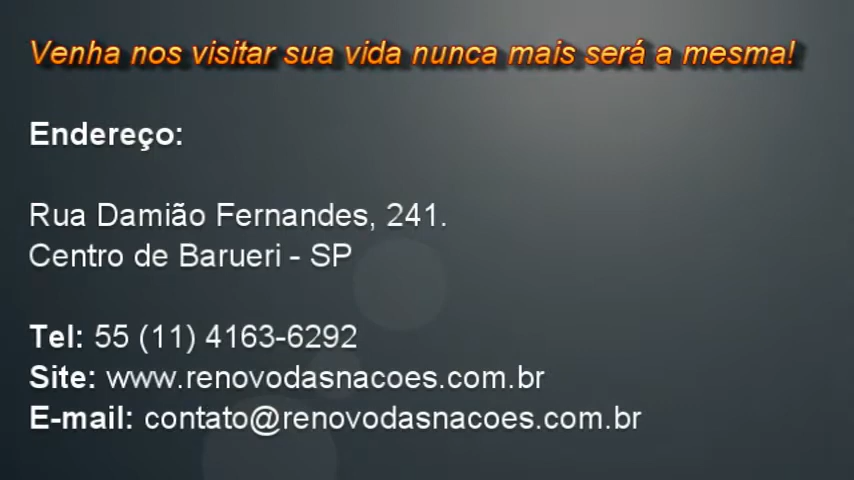 Venha nos visitar sua vida nunca mais será a mesma!
Endereço:
Rua Damião Fernandes, 241.
Centro de Barueri - SP
Tel: 55 (11) 4163-6292
Site: www.renovodasnacoes.com.br
E-mail: contato@renovodasnacoes.com.br